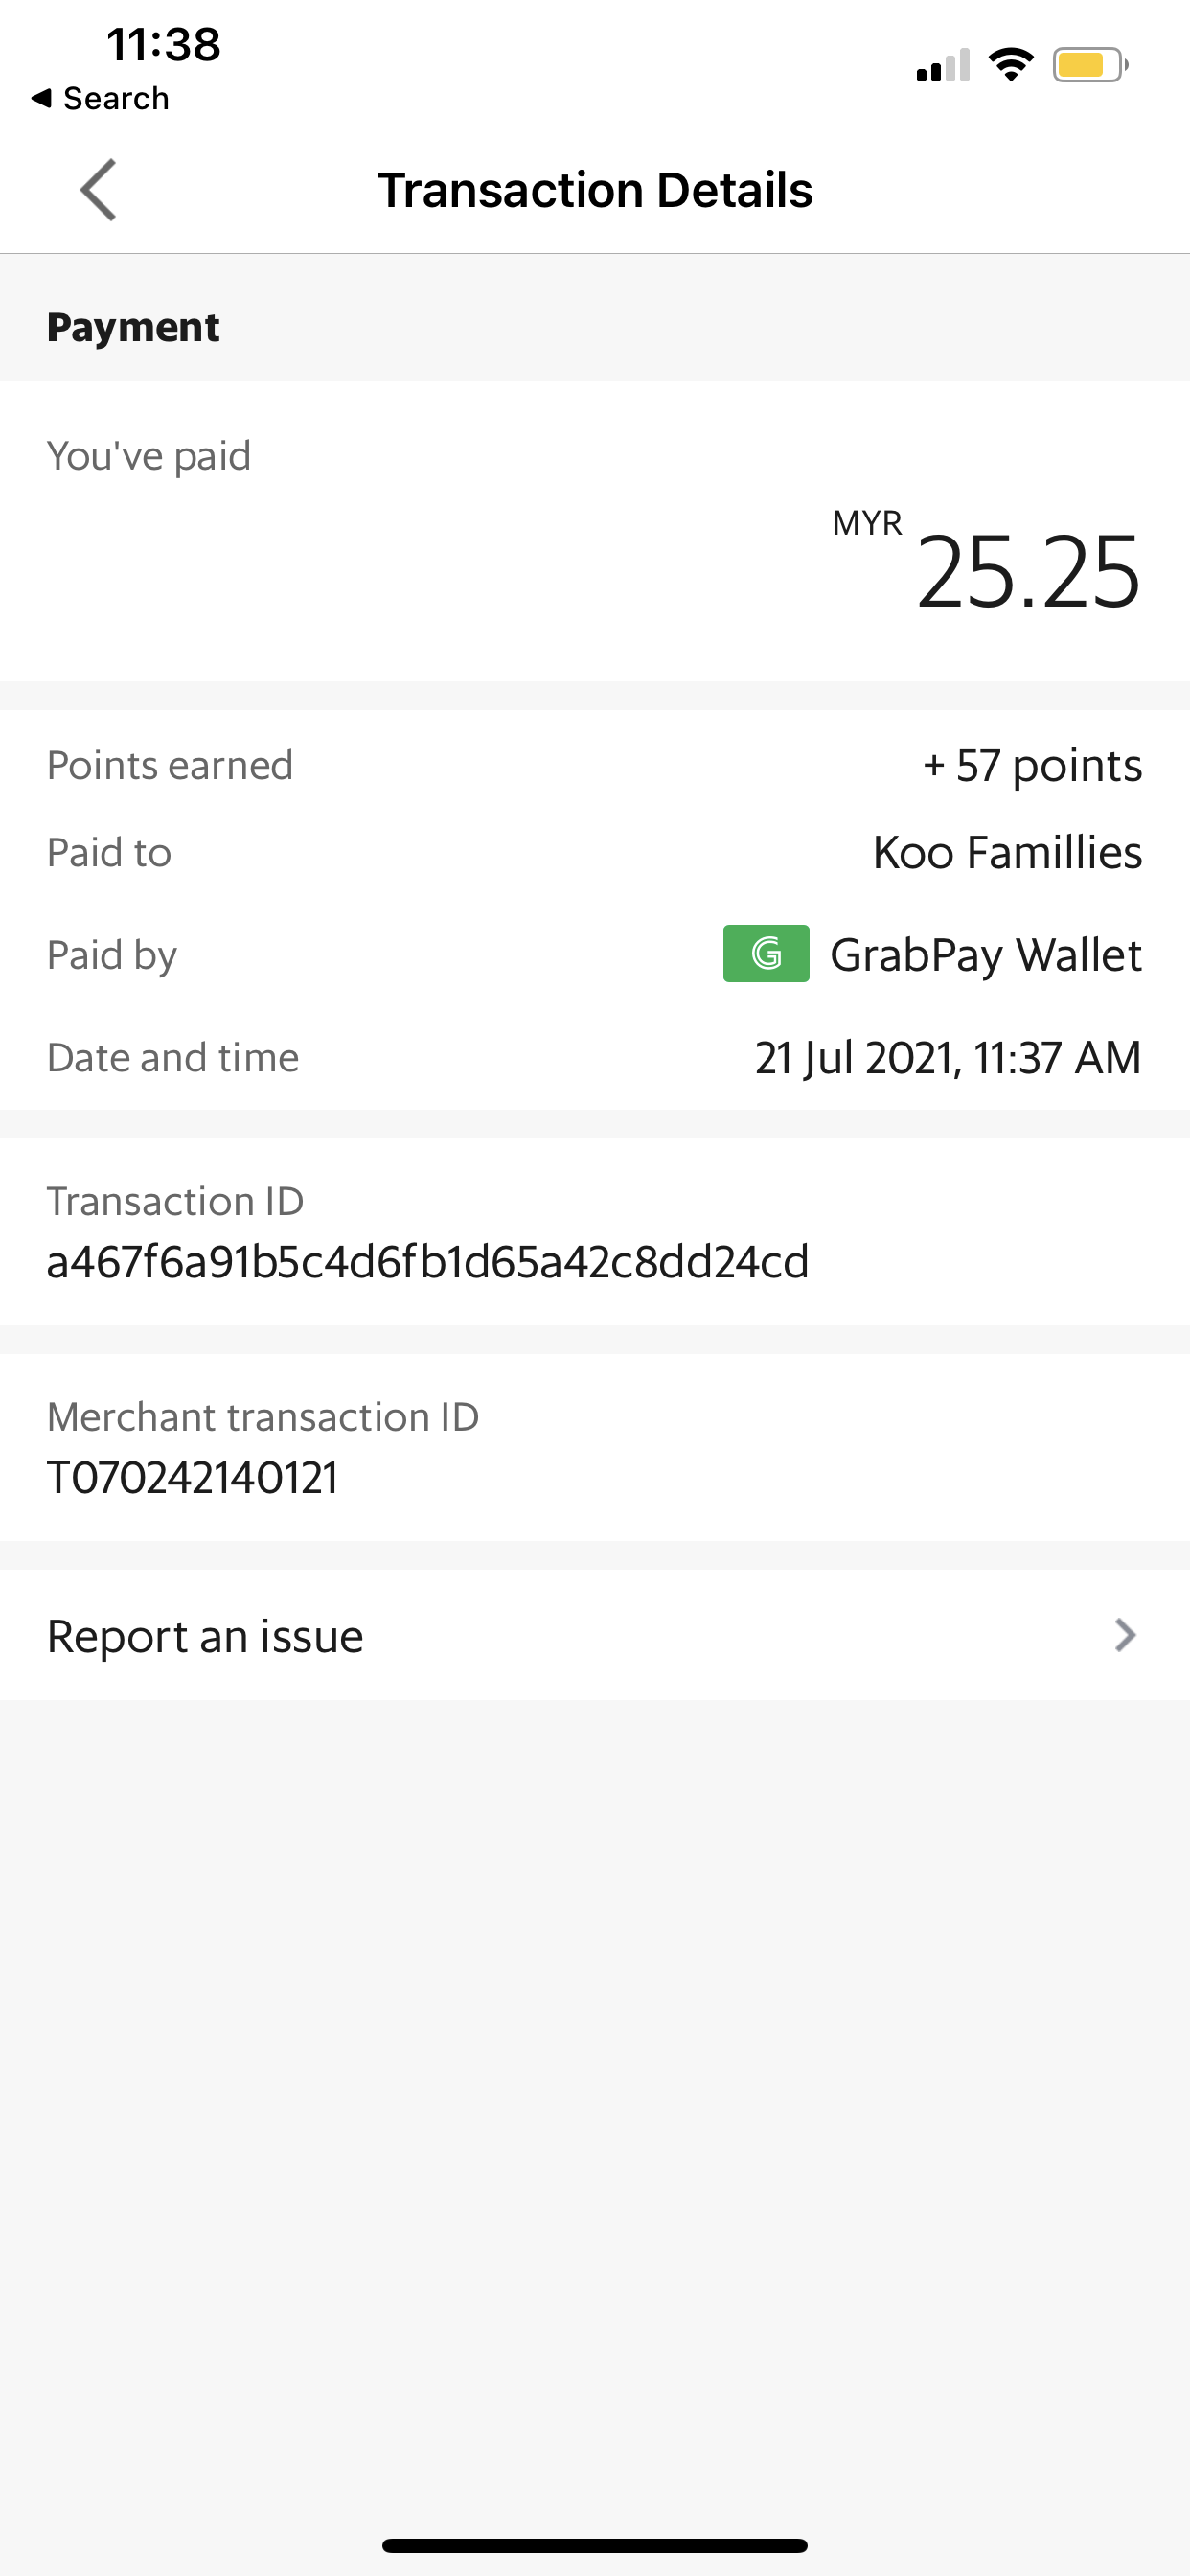 11:38
◀ Search
Transaction Details
Payment
You've paid
MYR 25.25
Points earned + 57 points
Paid to Koo Famillies
Paid by G GrabPay Wallet
Date and time 21 Jul 2021, 11:37 AM
Transaction ID
a467f6a91b5c4d6fb1d65a42c8dd24cd
Merchant transaction ID
T070242140121
Report an issue